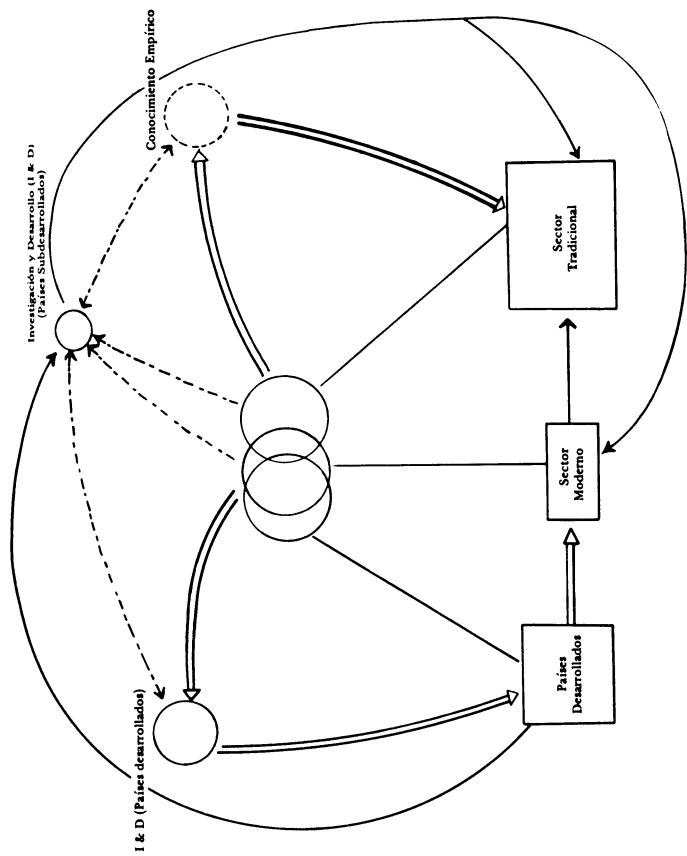 Investigación y Desarrollo (I & D)
(Países Subdesarrollados)
I & D (Países desarrollados)
Conocimiento Empírico
Países
Desarrollados
Sector
Moderno
Sector
Tradicional